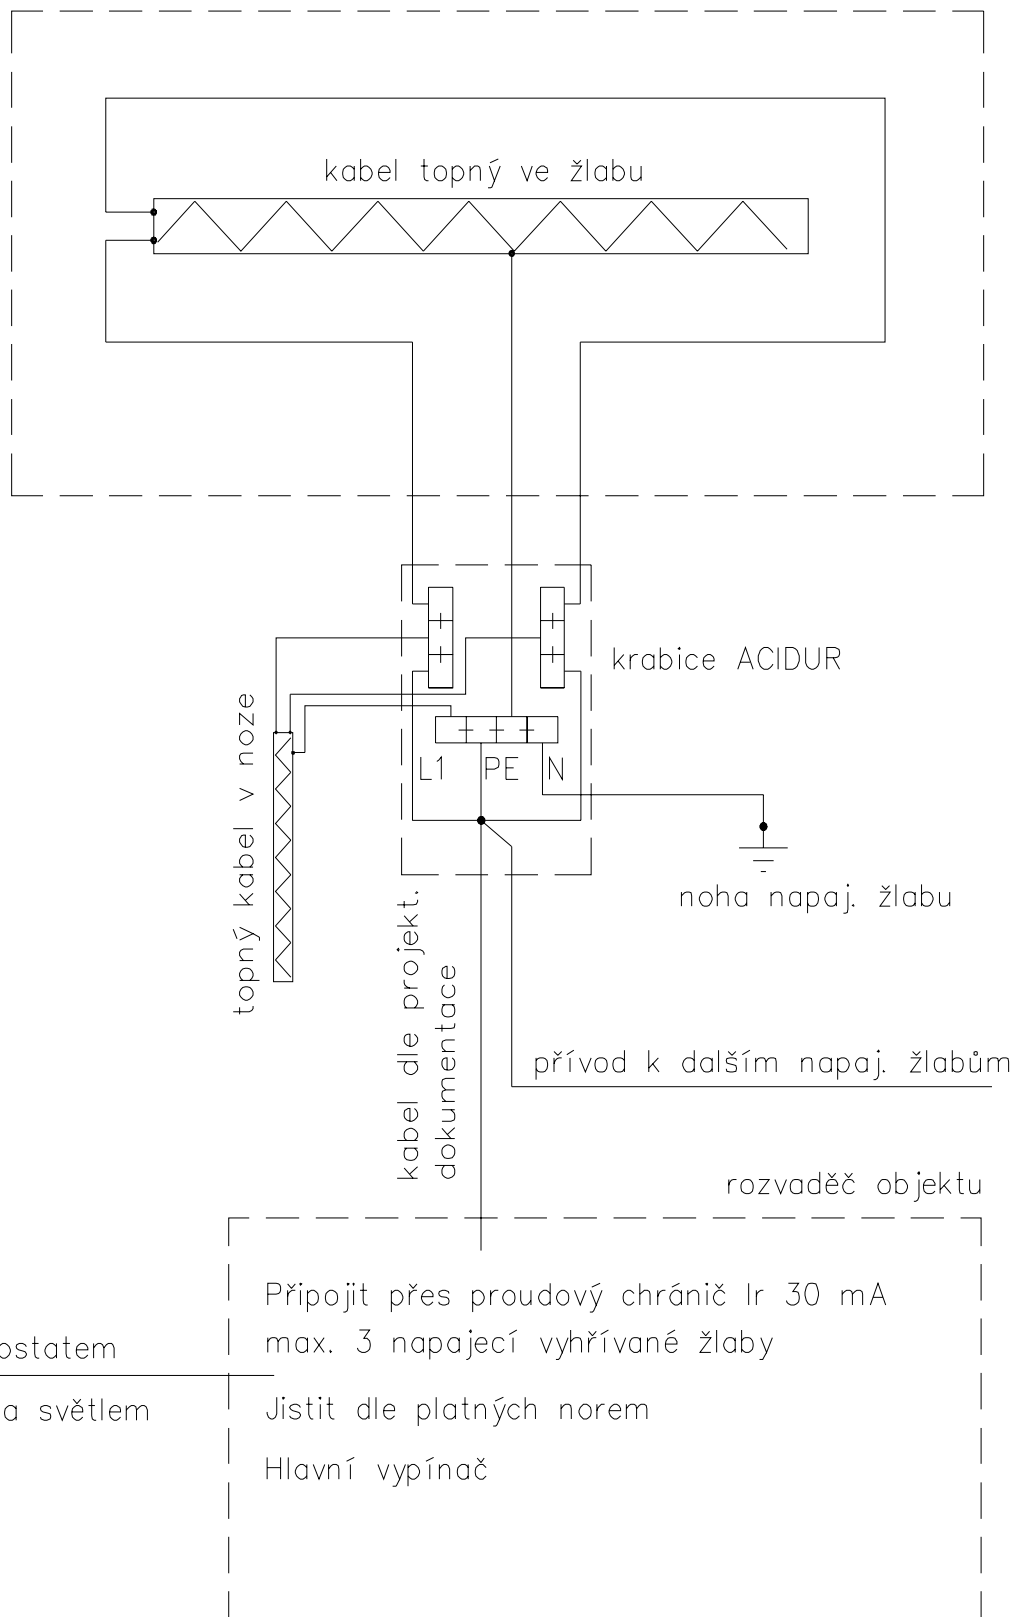 kabel topný ve žlabu
krabice ACIDUR
topný kabel v noze
L1 PE N
noha napaj. žlabu
kabel dle projekt.
dokumentace
přívod k dalším napaj. žlabům
rozvaděč objektu
Připojit přes proudový chránič Ir 30 mA
max. 3 napajecí vyhřívané žlaby
ostatem
a světlem
Jistit dle platných norem
Hlavní vypínač